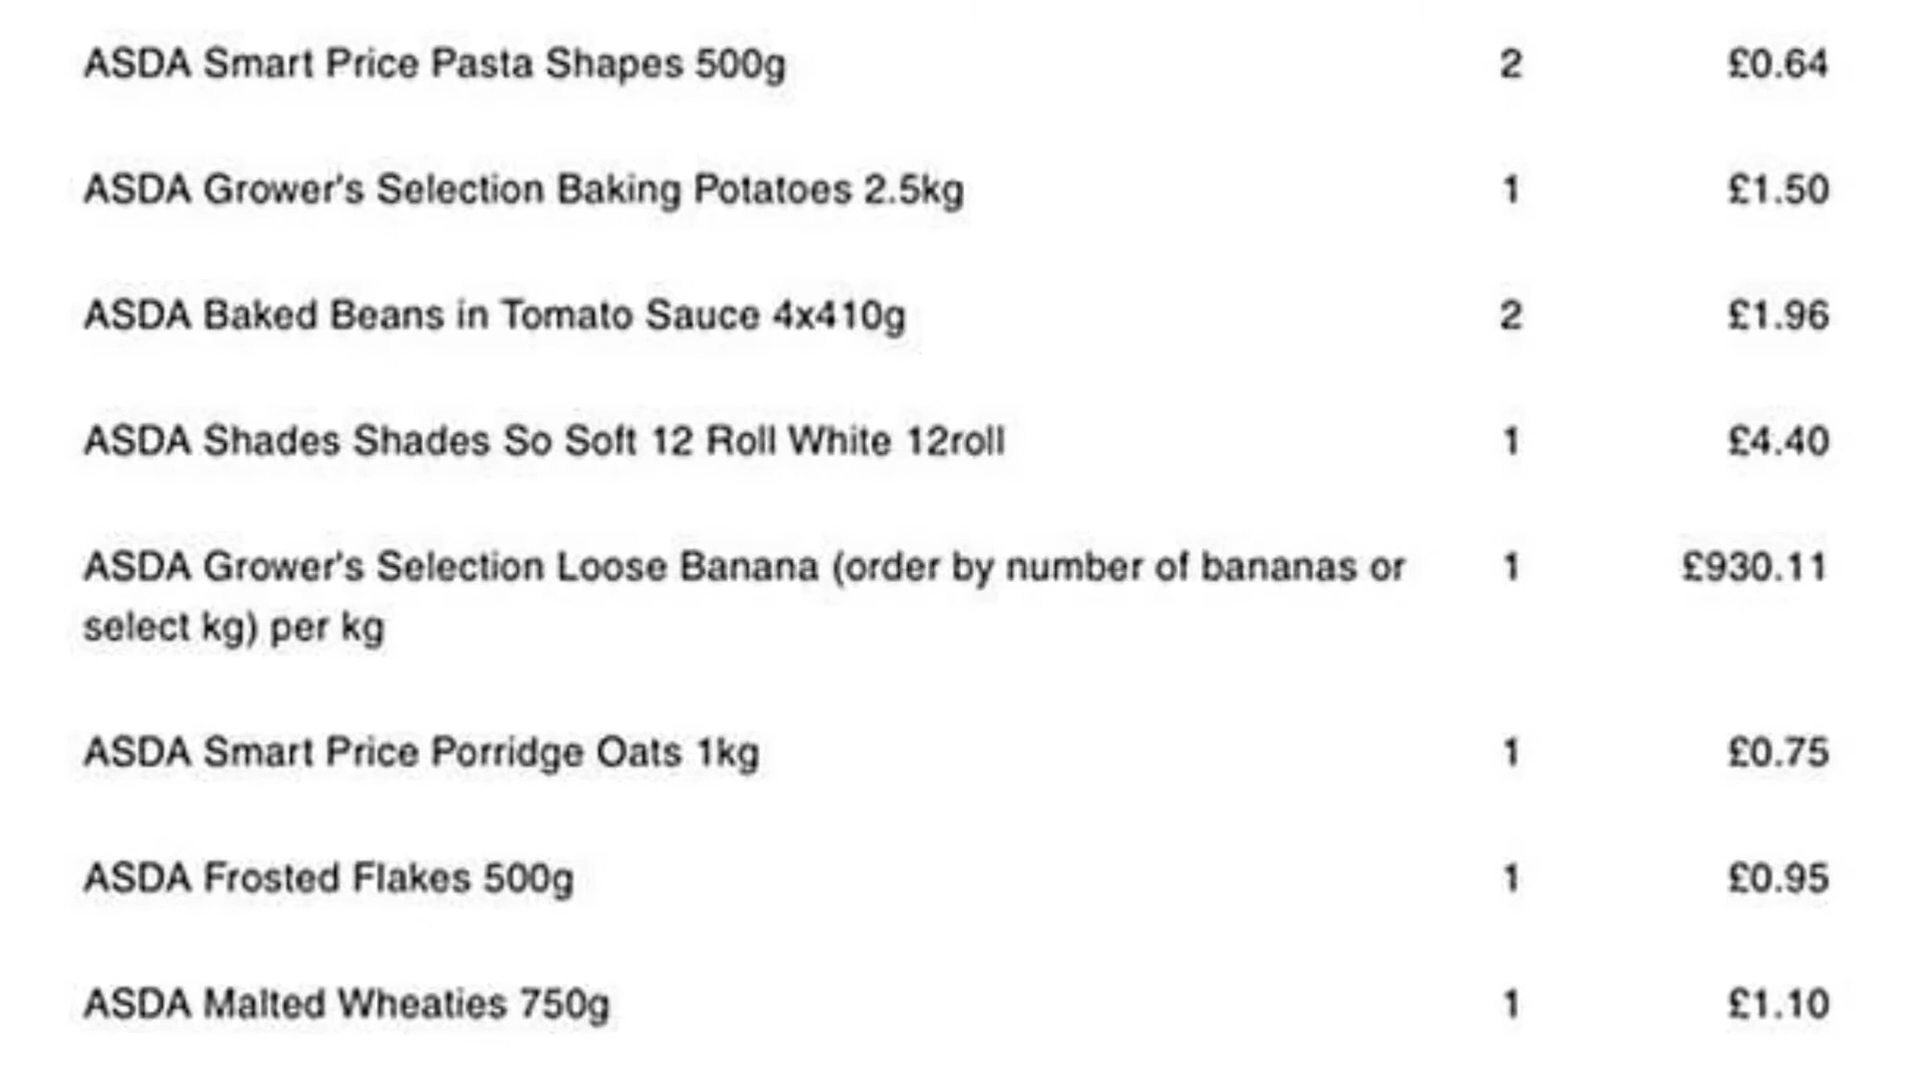 ASDA Smart Price Pasta Shapes 500g 2 £0.64
ASDA Grower's Selection Baking Potatoes 2.5kg 1 £1.50
ASDA Baked Beans in Tomato Sauce 4x410g 2 £1.96
ASDA Shades Shades So Soft 12 Roll White 12roll 1 £4.40
ASDA Grower's Selection Loose Banana (order by number of bananas or 1 £930.11
select kg) per kg
ASDA Smart Price Porridge Oats 1kg 1 £0.75
ASDA Frosted Flakes 500g 1 £0.95
ASDA Malted Wheaties 750g 1 £1.10